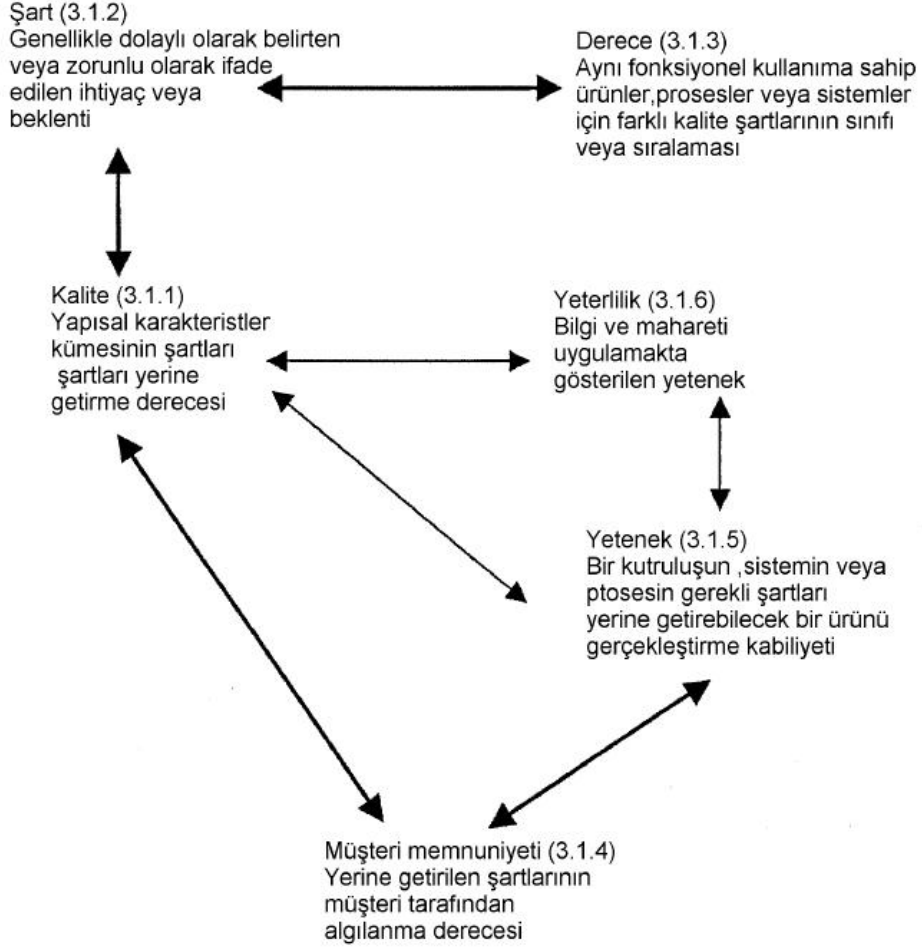 Şart (3.1.2)
Genellikle dolaylı olarak belirten
veya zorunlu olarak ifade
edilen ihtiyaç veya
beklenti
Derece (3.1.3)
Aynı fonksiyonel kullanıma sahip
ürünler,prosesler veya sistemler
için farklı kalite şartlarının sınıfı
veya sıralaması
Kalite (3.1.1)
Yapısal karakteristler
kümesinin şartları
şartları yerine
getirme derecesi
Yeterlilik (3.1.6)
Bilgi ve mahareti
uygulamakta
gösterilen yetenek
Yetenek (3.1.5)
Bir kutruluşun ,sistemin veya
ptosesin gerekli şartları
yerine getirebilecek bir ürünü
gerçekleştirme kabiliyeti
Müşteri memnuniyeti (3.1.4)
Yerine getirilen şartlarının
müşteri tarafından
algılanma derecesi